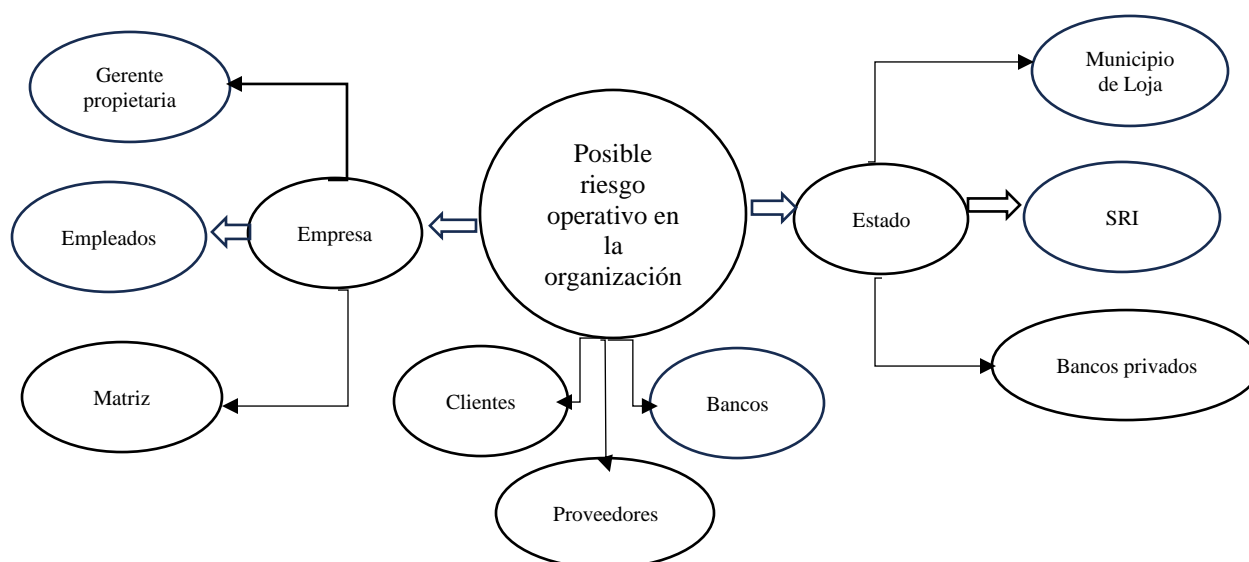 Gerente
propietaria
Empleados
Empresa
Matriz
Posible
riesgo
operativo en
la
organización
Clientes
Bancos
Proveedores
Estado
Municipio
de Loja
SRI
Bancos privados